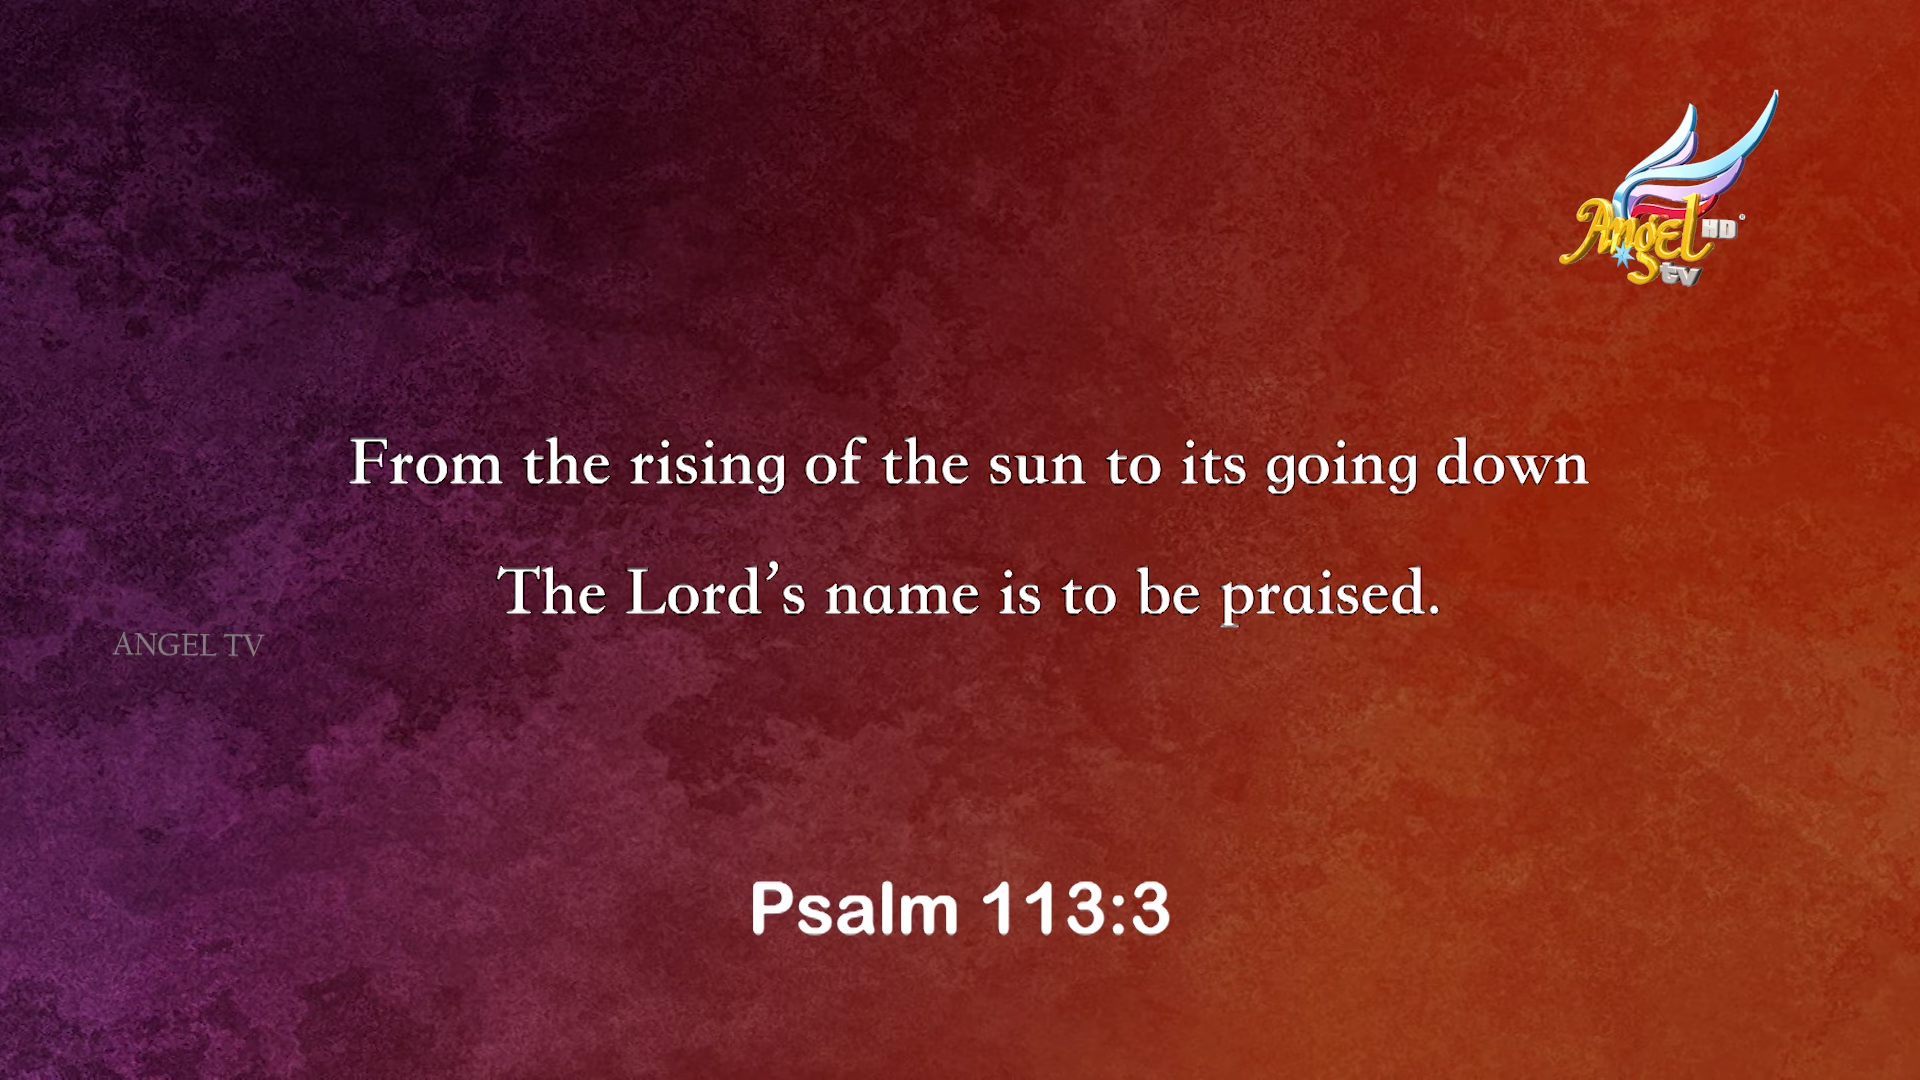 Angel HD
tv
From the rising of the sun to its going down
The Lord’s name is to be praised.
ANGEL TV
Psalm 113:3